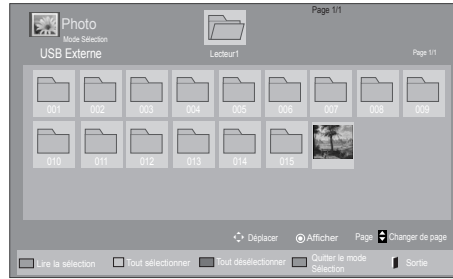 Page 1/1
Photo
Mode Sélection
USB Externe
Lecteur1
Page 1/1
001 002 003 004 005 006 007 008 009
010 011 012 013 014 015
Déplacer Afficher Page Changer de page
Lire la sélection Tout sélectionner Tout désélectionner Quitter le mode Sélection Sortie